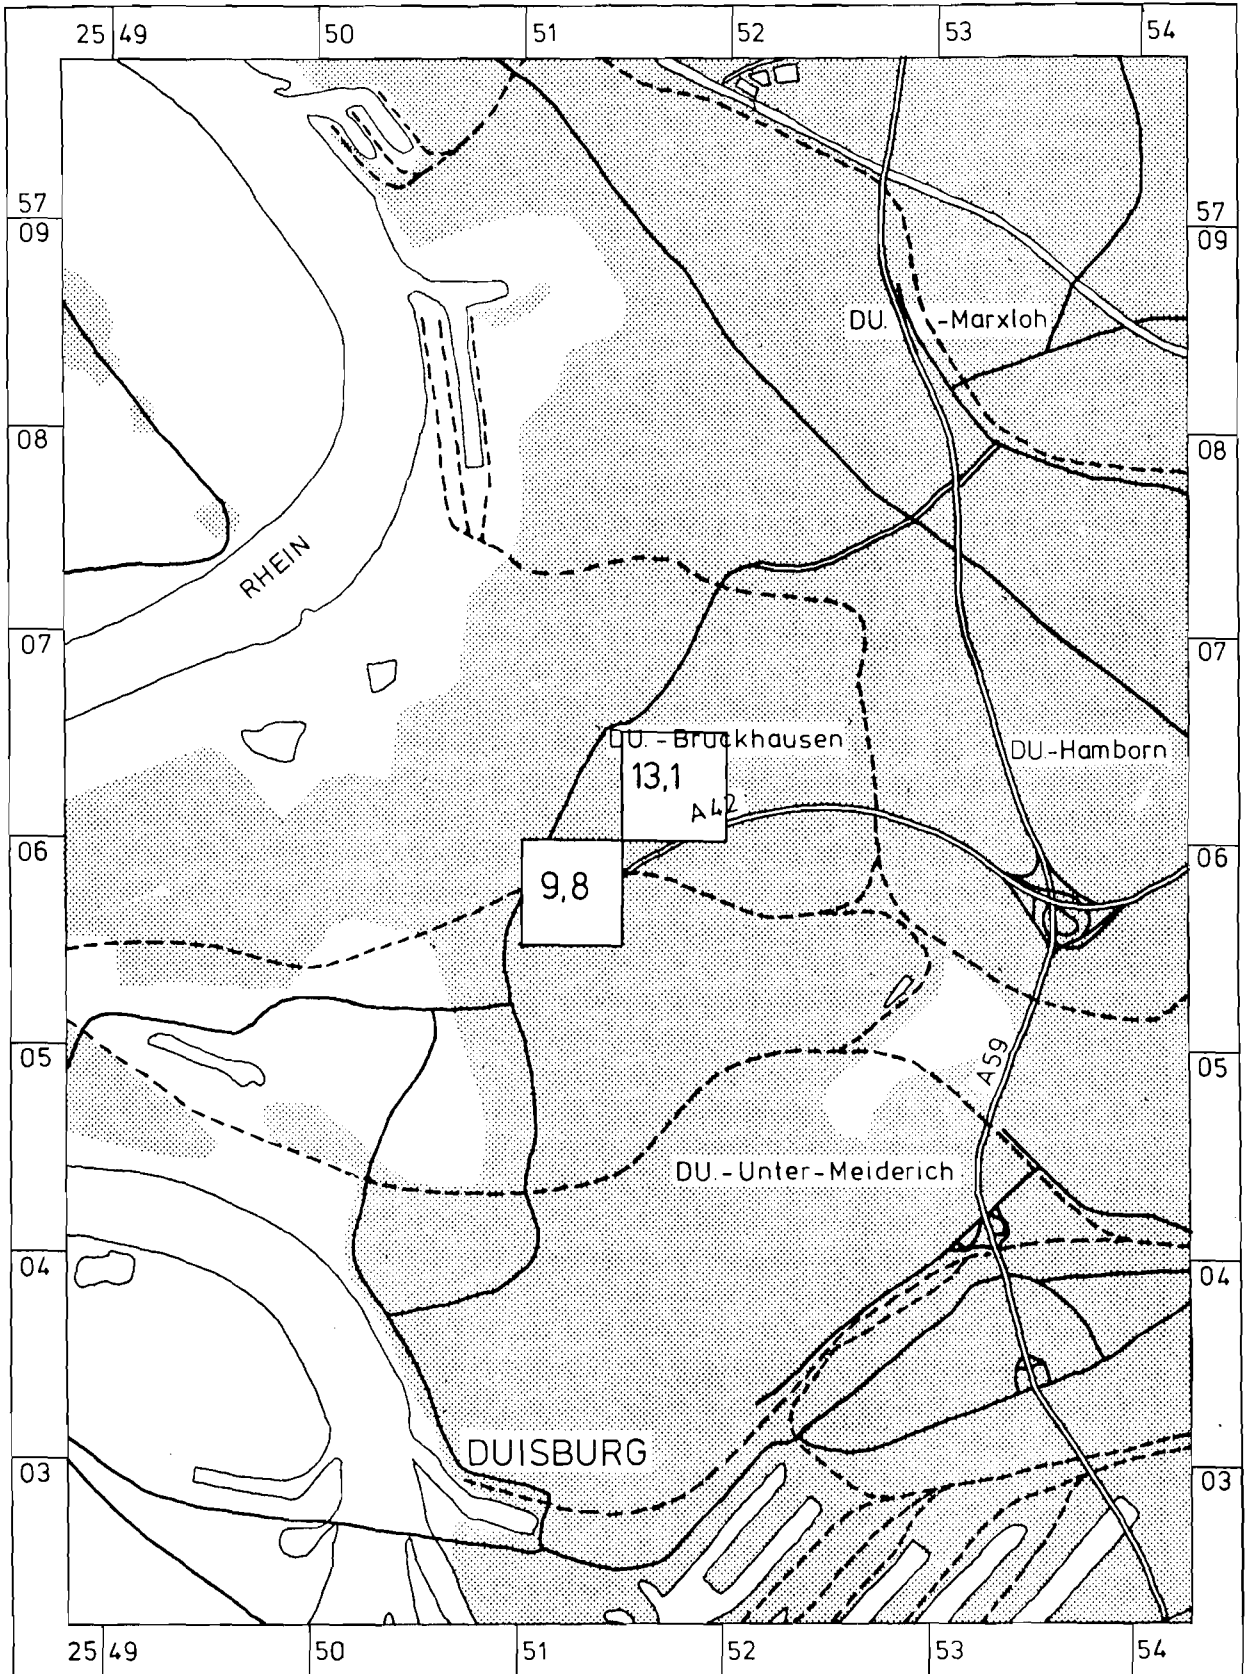 25 49 50 51 52 53 54
57 57
09 09
DU. -Marxloh
08 08
RHEIN
07 07
DU.-Bruckhausen
DU.-Hamborn
13,1
A42
06 06
9,8
05 05
A59
DU.-Unter-Meiderich
04 04
DUISBURG
03 03
25 49 50 51 52 53 54